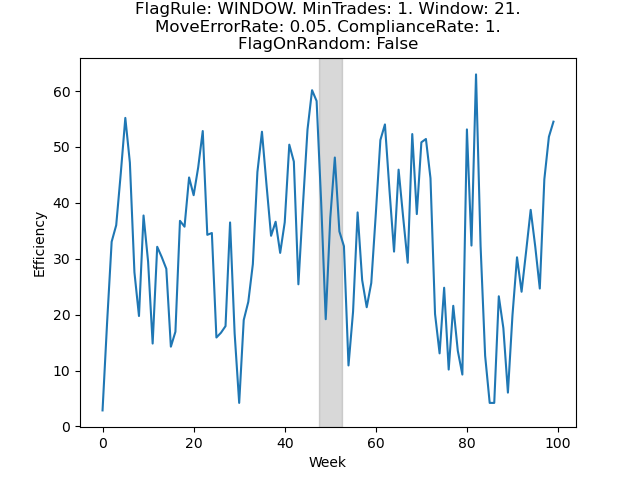 FlagRule: WINDOW. MinTrades: 1. Window: 21.
MoveErrorRate: 0.05. ComplianceRate: 1.
FlagOnRandom: False
Efficiency
60
50
40
30
20
10
0
0 20 40 60 80 100
Week